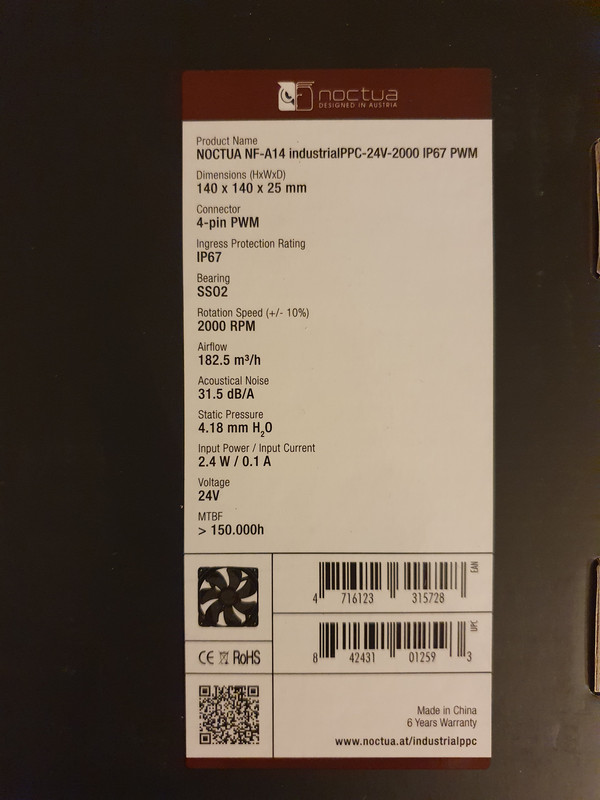 noctua
DESIGNED IN AUSTRIA
Product Name
NOCTUA NF-A14 industrialPPC-24V-2000 IP67 PWM
Dimensions (HxWxD)
140 x 140 x 25 mm
Connector
4-pin PWM
Ingress Protection Rating
IP67
Bearing
SSO2
Rotation Speed (+/- 10%)
2000 RPM
Airflow
182.5 m³/h
Acoustical Noise
31.5 dB/A
Static Pressure
4.18 mm H₂O
Input Power / Input Current
2.4 W / 0.1 A
Voltage
24V
MTBF
> 150.000h
EAN
4 716123 315728
UPC
8 42431 01259 3
CE RoHS
Made in China
6 Years Warranty
www.noctua.at/industrialppc